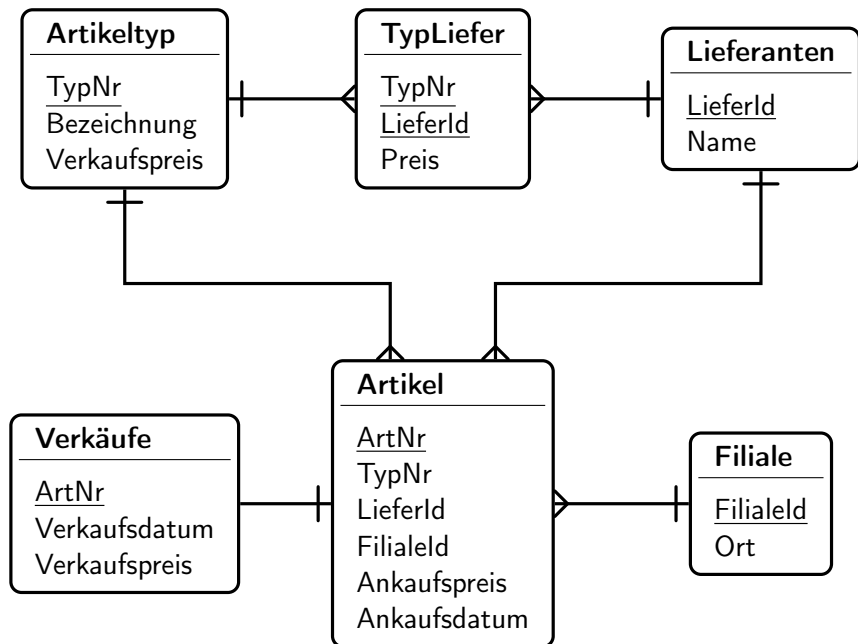 Artikeltyp
TypNr
Bezeichnung
Verkaufspreis
TypLiefer
TypNr
LieferId
Preis
Lieferanten
LieferId
Name
Artikel
ArtNr
TypNr
LieferId
FilialeId
Ankaufspreis
Ankaufsdatum
Verkäufe
ArtNr
Verkaufsdatum
Verkaufspreis
Filiale
FilialeId
Ort